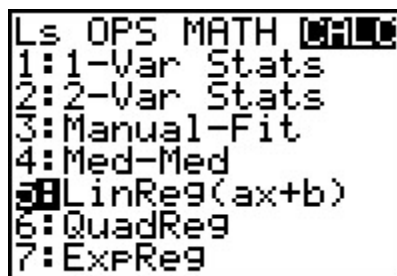 Ls OPS MATH CALC
1:1-Var Stats
2:2-Var Stats
3:Manual-Fit
4:Med-Med
5:LinReg(ax+b)
6:QuadReg
7:ExpReg